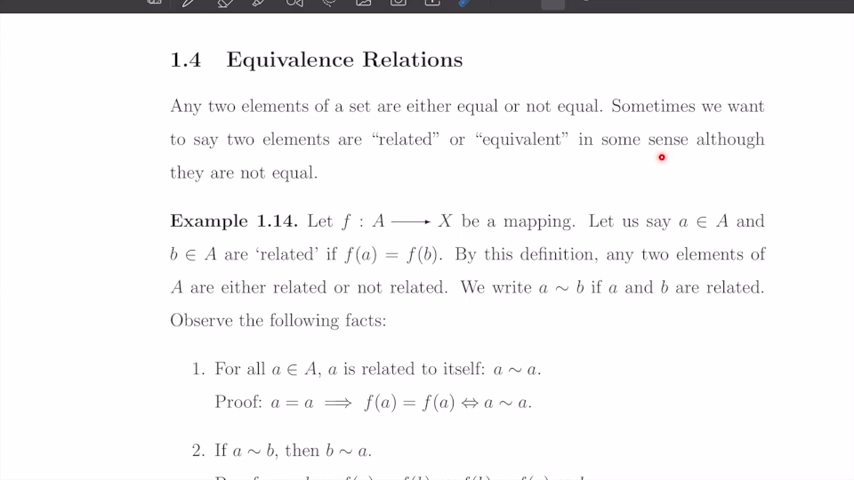 1.4 Equivalence Relations
Any two elements of a set are either equal or not equal. Sometimes we want
to say two elements are “related” or “equivalent” in some sense although
they are not equal.
Example 1.14. Let f : A ⟶ X be a mapping. Let us say a ∈ A and
b ∈ A are ‘related’ if f(a) = f(b). By this definition, any two elements of
A are either related or not related. We write a ∼ b if a and b are related.
Observe the following facts:
1. For all a ∈ A, a is related to itself: a ∼ a.
Proof: a = a ⟹ f(a) = f(a) ⇔ a ∼ a.
2. If a ∼ b, then b ∼ a.